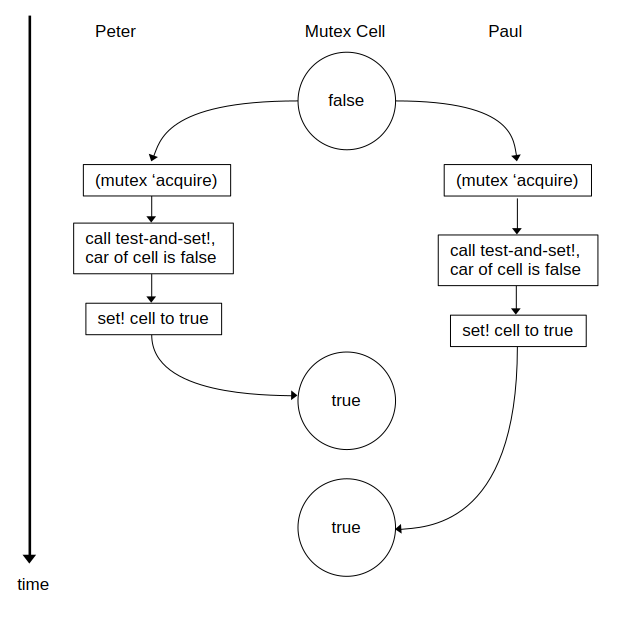 Peter
Mutex Cell
Paul
false
(mutex ‘acquire)
(mutex ‘acquire)
call test-and-set!,
car of cell is false
call test-and-set!,
car of cell is false
set! cell to true
set! cell to true
true
true
time